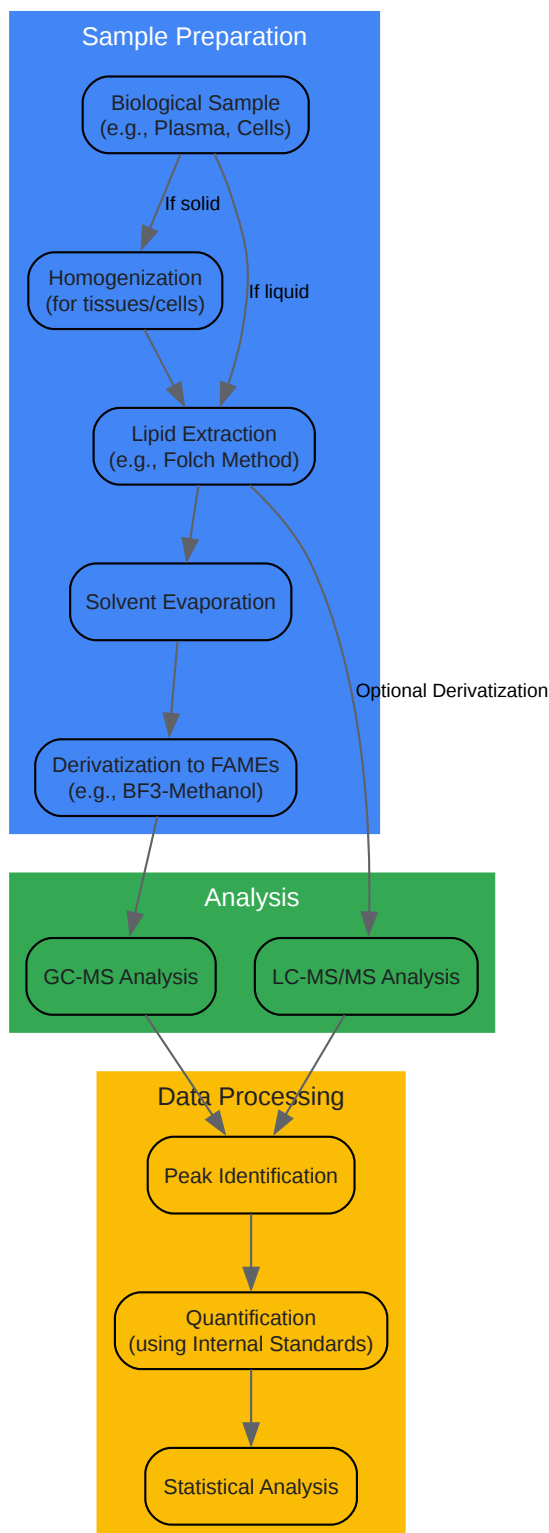 Sample Preparation
Biological Sample
(e.g., Plasma, Cells)
If solid
Homogenization
(for tissues/cells)
If liquid
Lipid Extraction
(e.g., Folch Method)
Solvent Evaporation
Optional Derivatization
Derivatization to FAMEs
(e.g., BF3-Methanol)
Analysis
GC-MS Analysis
LC-MS/MS Analysis
Data Processing
Peak Identification
Quantification
(using Internal Standards)
Statistical Analysis